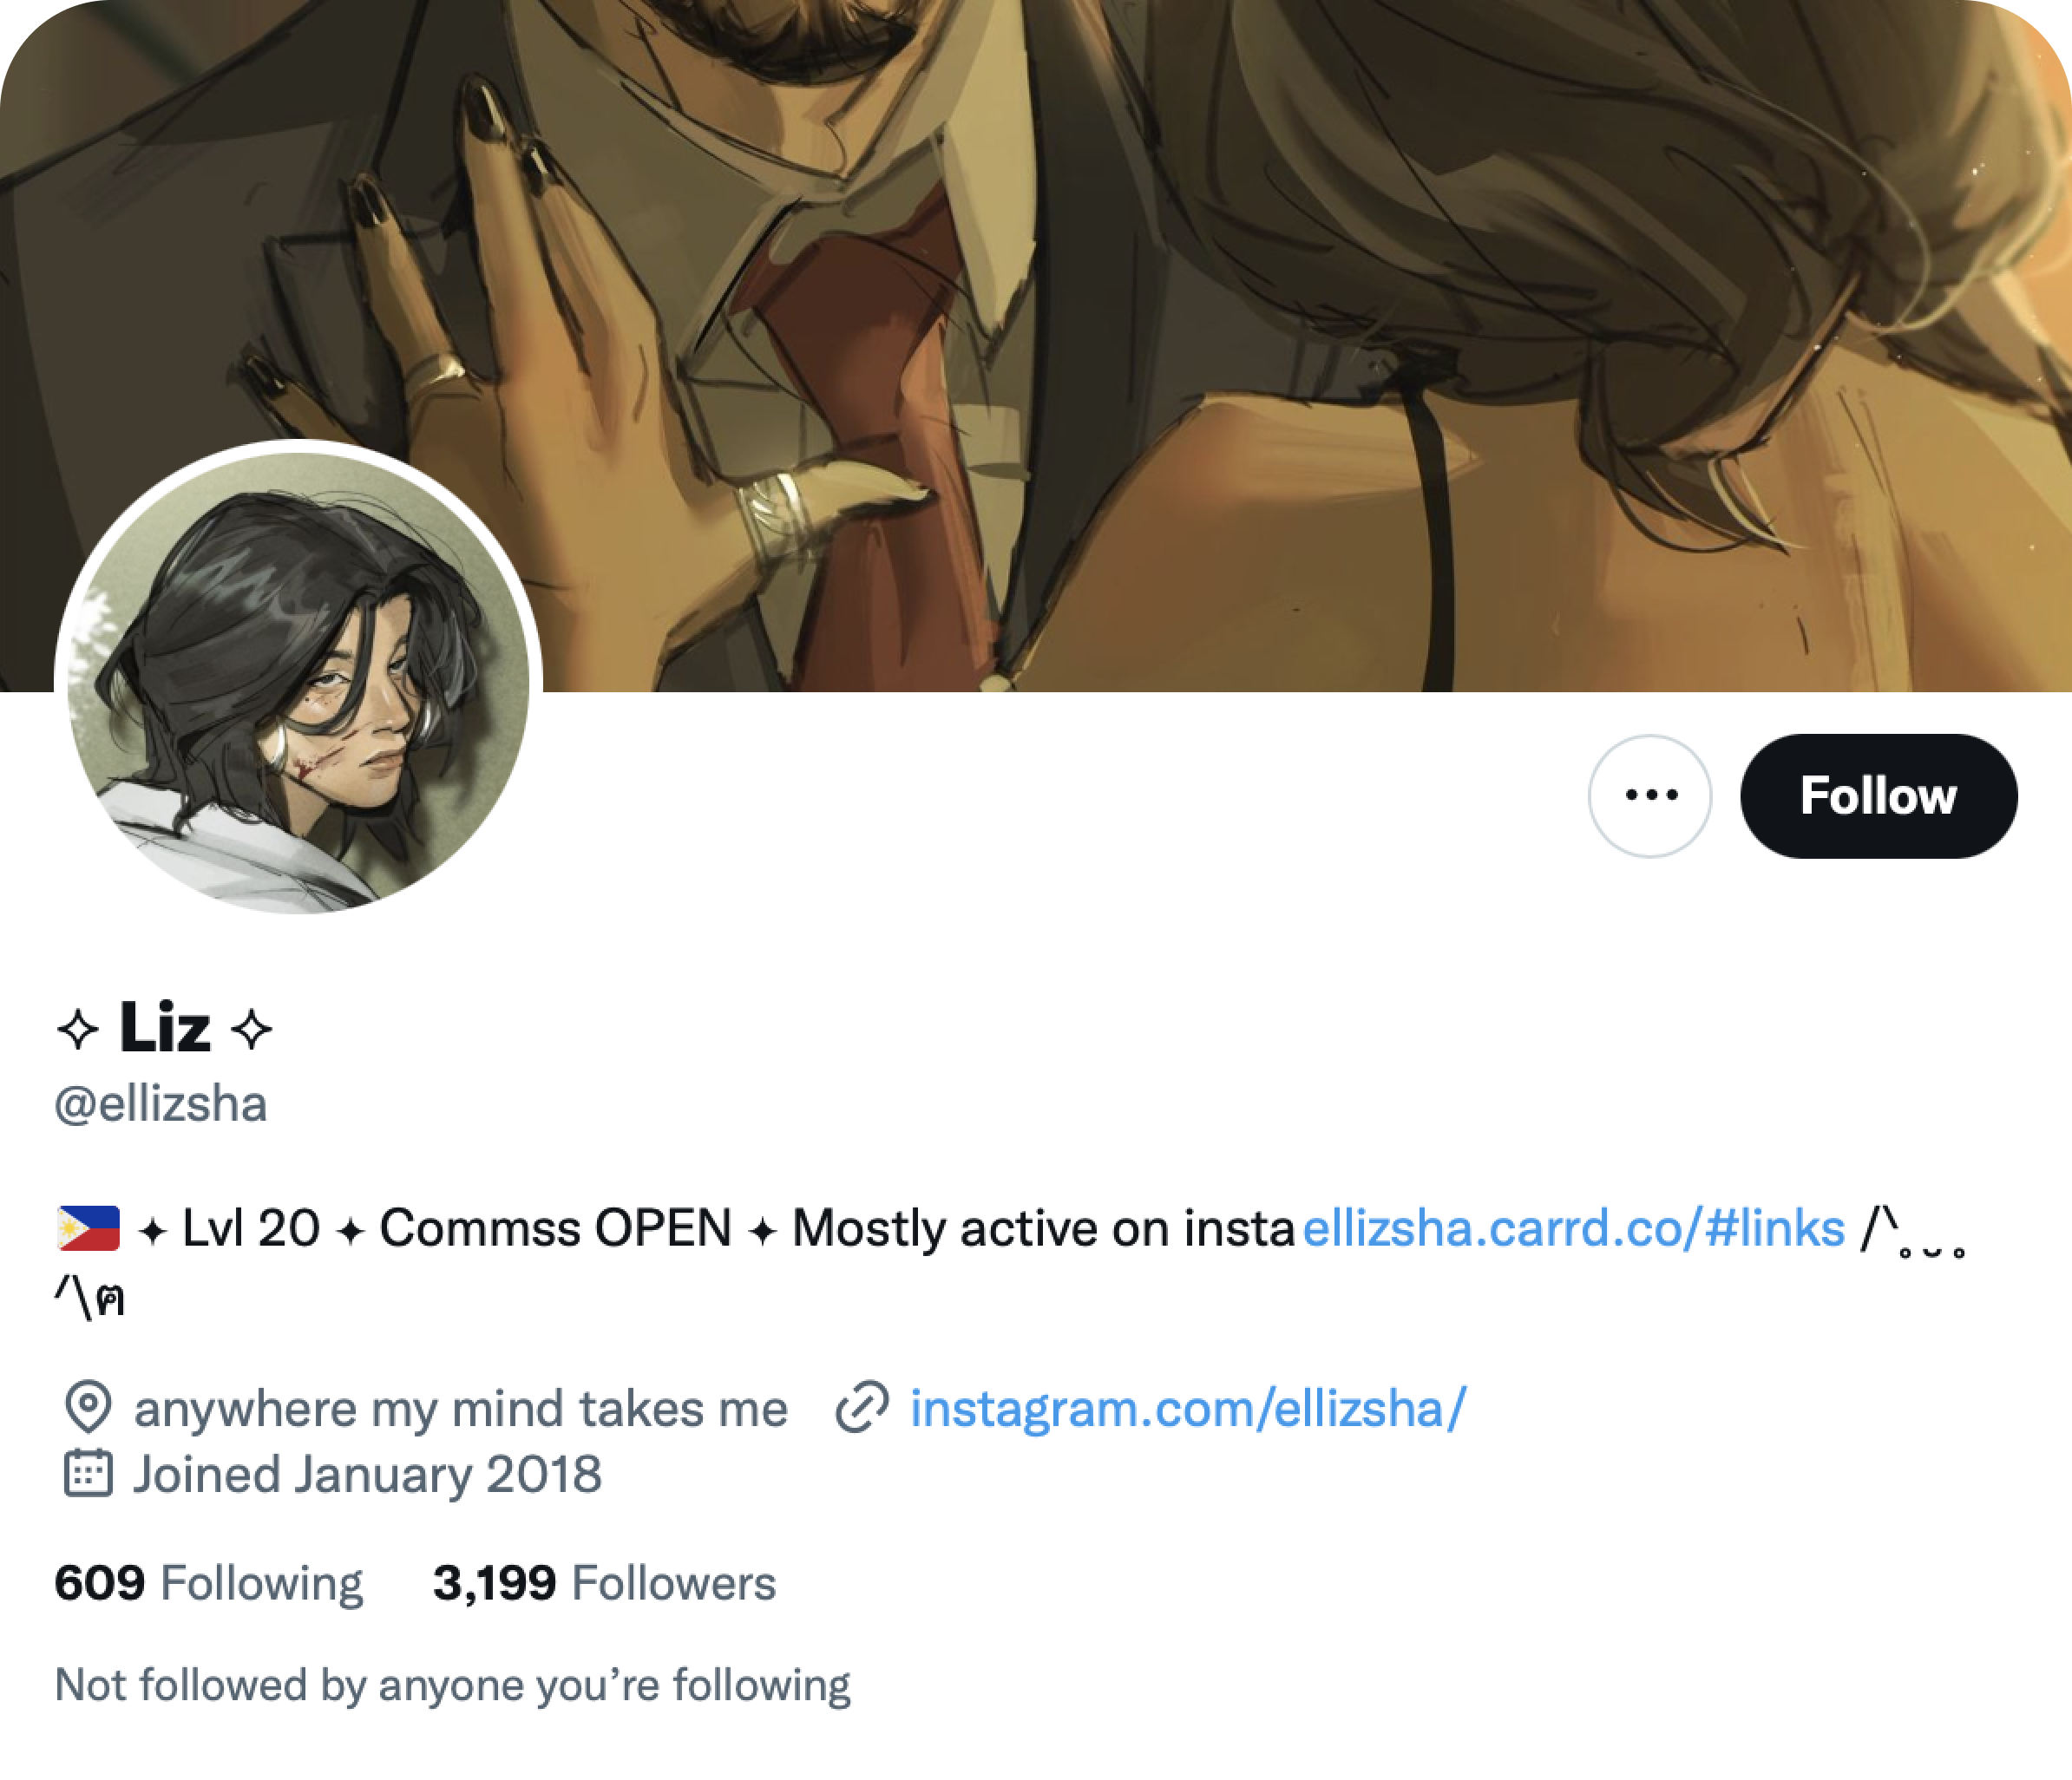 Follow
✧ Liz ✧
@ellizsha
🇵🇭 ✦ Lvl 20 ✦ Commss OPEN ✦ Mostly active on insta ellizsha.carrd.co/#links /ᐠ｡ꞈ｡
ᐟ\ฅ
anywhere my mind takes me instagram.com/ellizsha/
Joined January 2018
609 Following 3,199 Followers
Not followed by anyone you’re following